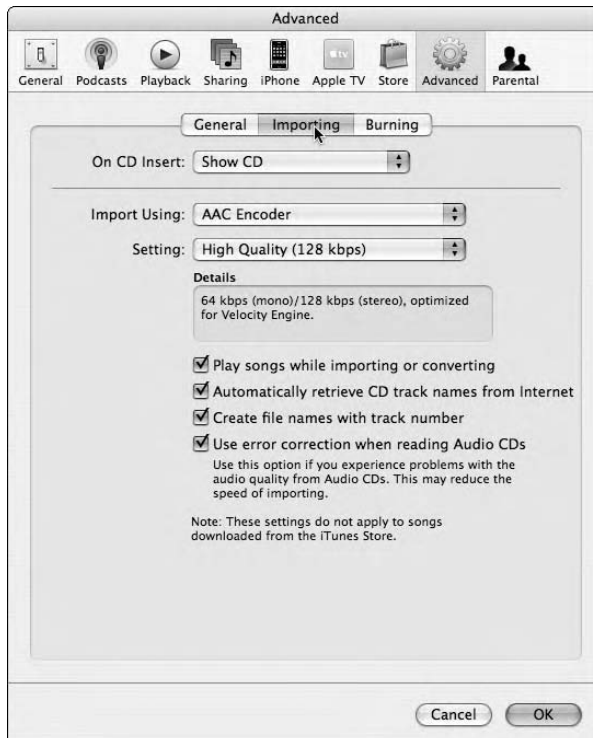 Advanced
General Podcasts Playback Sharing iPhone Apple TV Store Advanced Parental
tv
General Importing Burning
On CD Insert: Show CD
Import Using: AAC Encoder
Setting: High Quality (128 kbps)
Details
64 kbps (mono)/128 kbps (stereo), optimized
for Velocity Engine.
Play songs while importing or converting
Automatically retrieve CD track names from Internet
Create file names with track number
Use error correction when reading Audio CDs
Use this option if you experience problems with the
audio quality from Audio CDs. This may reduce the
speed of importing.
Note: These settings do not apply to songs
downloaded from the iTunes Store.
Cancel OK